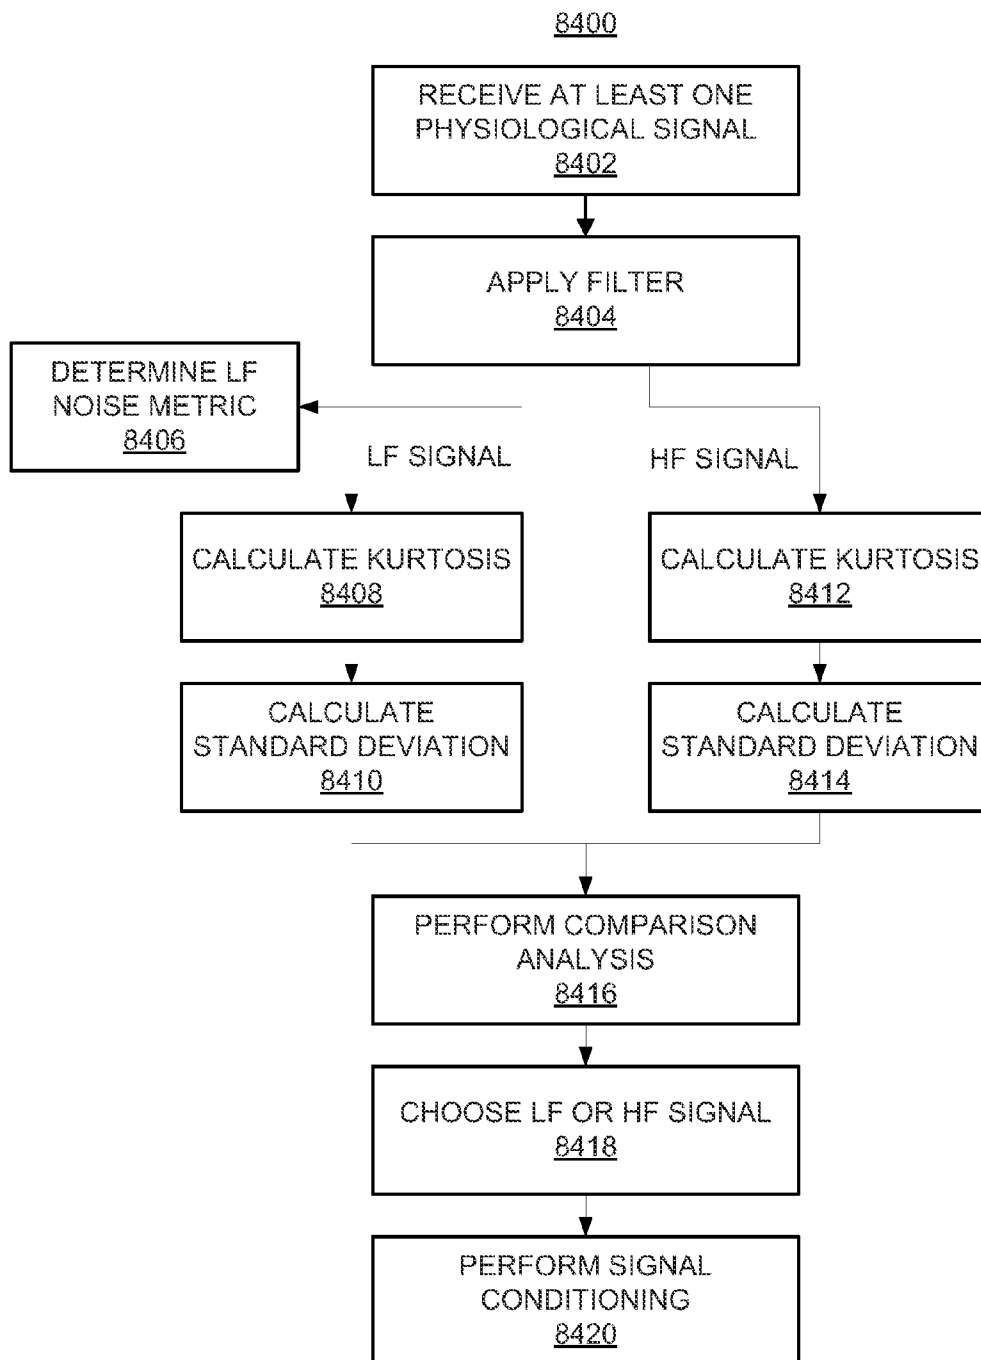 8400
RECEIVE AT LEAST ONE
PHYSIOLOGICAL SIGNAL
8402
APPLY FILTER
8404
DETERMINE LF
NOISE METRIC
8406
LF SIGNAL
HF SIGNAL
CALCULATE KURTOSIS
8408
CALCULATE KURTOSIS
8412
CALCULATE
STANDARD DEVIATION
8410
CALCULATE
STANDARD DEVIATION
8414
PERFORM COMPARISON
ANALYSIS
8416
CHOOSE LF OR HF SIGNAL
8418
PERFORM SIGNAL
CONDITIONING
8420